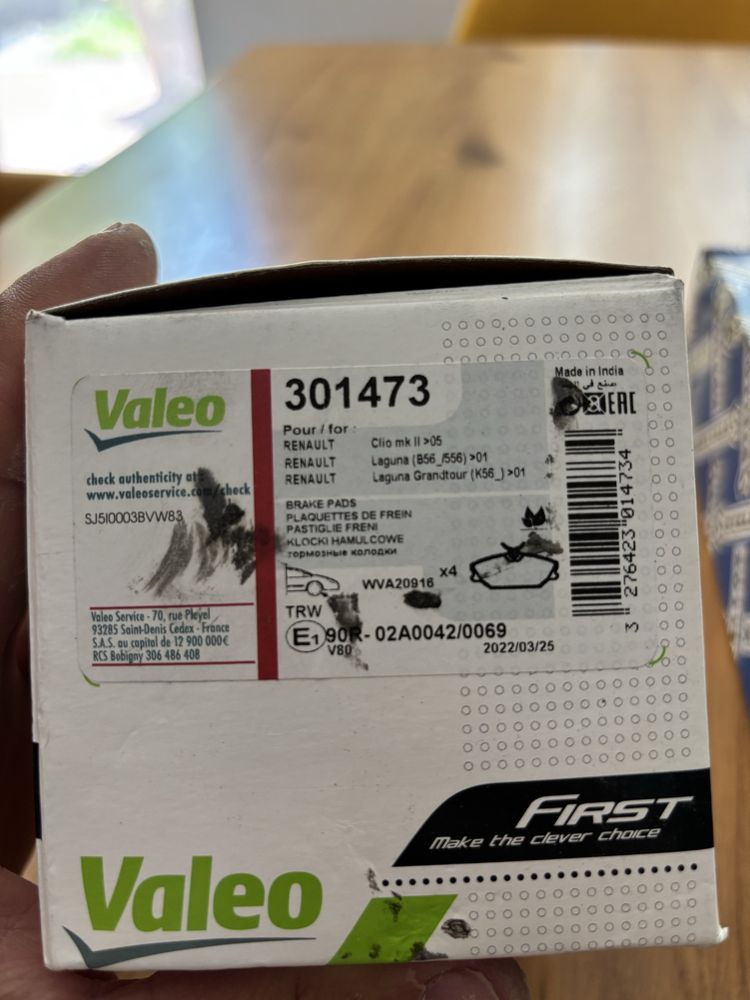 Valeo
check authenticity at
www.valeoservice.com/check
SJ5I0003BVW83
Valeo Service - 70, rue Pleyel
93285 Saint-Denis Cedex - France
S.A.S. au capital de 12 900 000€
RCS Bobigny 306 486 408
301473
Pour / for :
RENAULT Clio mk II >05
RENAULT Laguna (B56_/556) >01
RENAULT Laguna Grandtour (K56_) >01
BRAKE PADS
PLAQUETTES DE FREIN
PASTIGLIE FRENI
KLOCKI HAMULCOWE
тормозные колодки
WVA20916 x4
TRW
E1 90R- 02A0042/0069
V80 2022/03/25
Made in India
صنع في
EAC
3 276423 014734
FIRST
Make the clever choice
Valeo